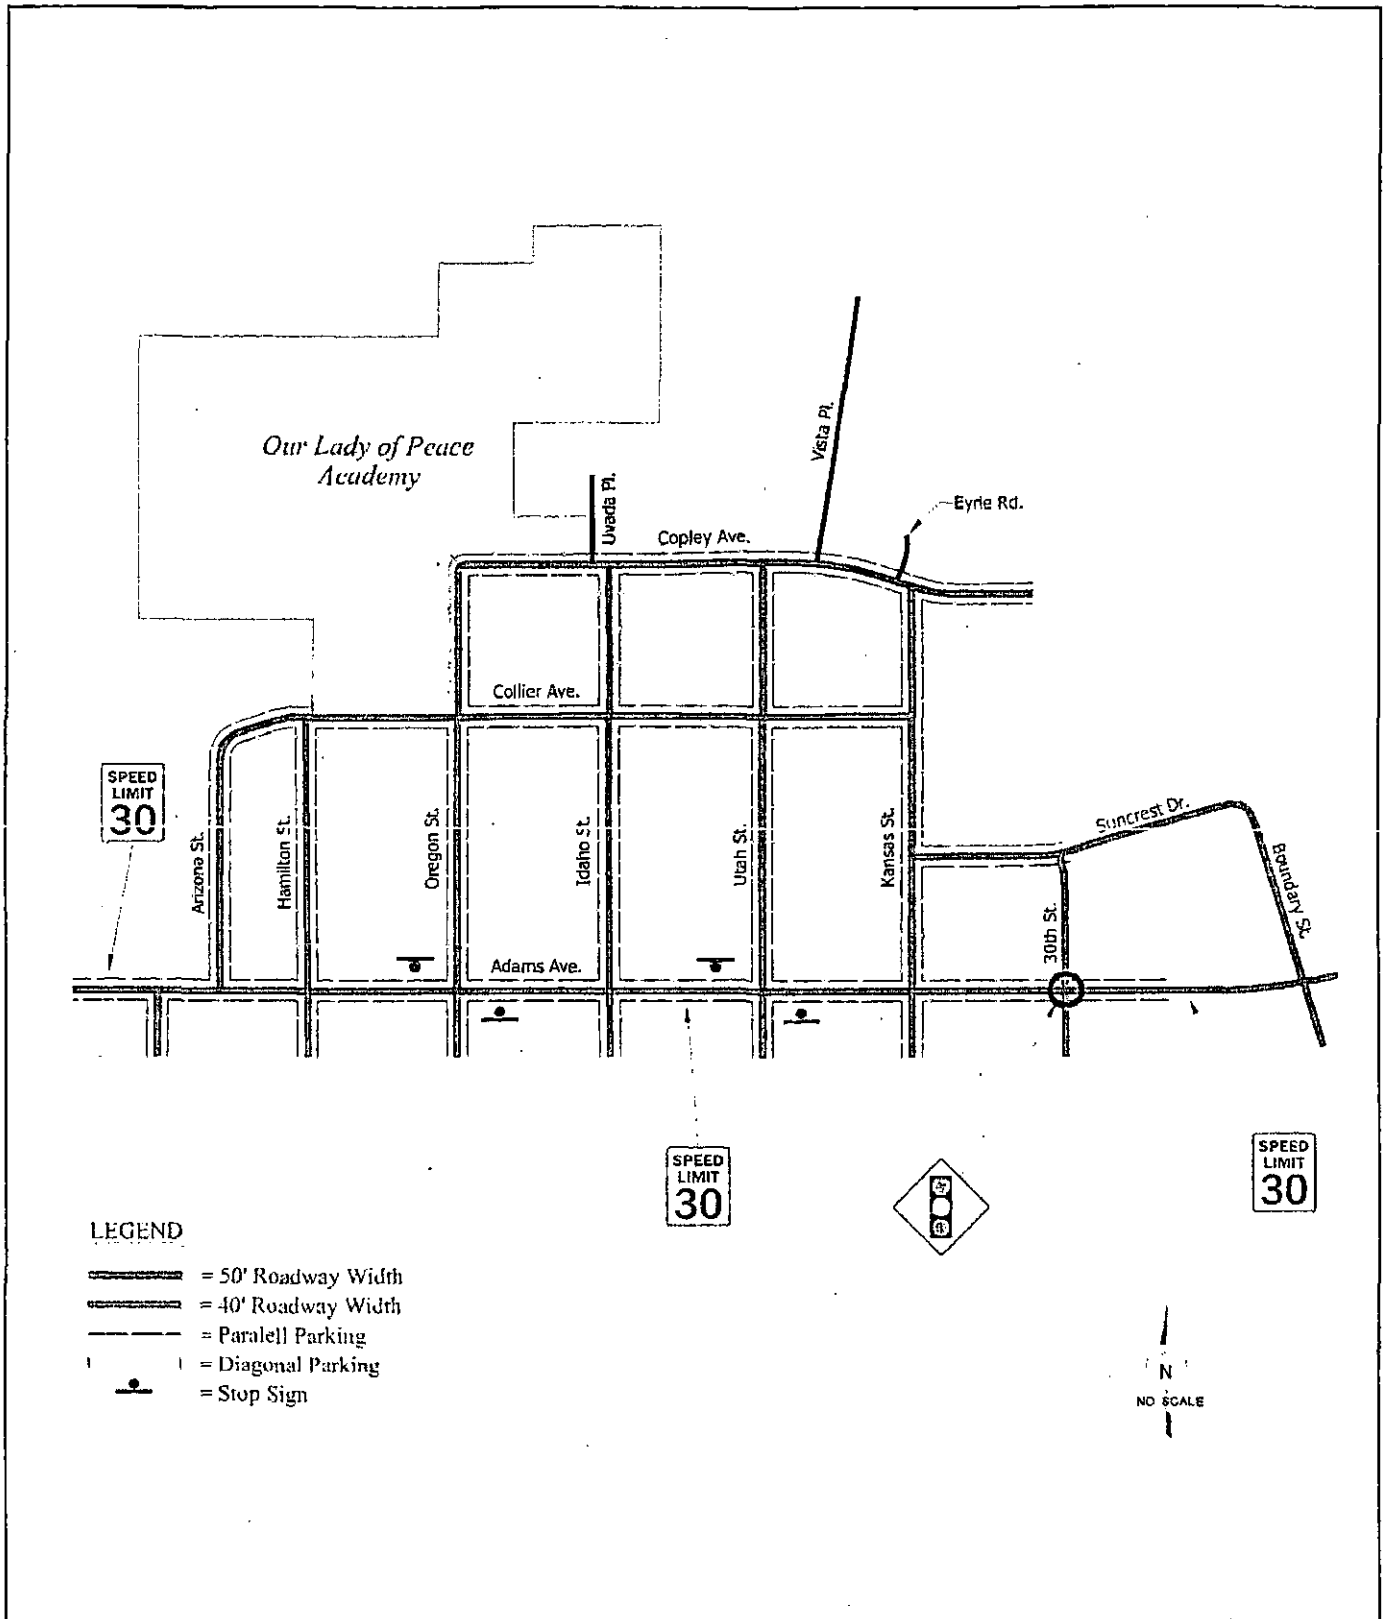 Our Lady of Peace
Academy
Uvada Pl.
Vista Pl.
Eyrie Rd.
Copley Ave.
Collier Ave.
SPEED
LIMIT
30
Arizona St.
Hamilton St.
Oregon St.
Idaho St.
Utah St.
Kansas St.
Suncrest Dr.
Boundary St.
30th St.
Adams Ave.
SPEED
LIMIT
30
SPEED
LIMIT
30
LEGEND
= 50' Roadway Width
= 40' Roadway Width
= Paralell Parking
= Diagonal Parking
= Stop Sign
N
NO SCALE